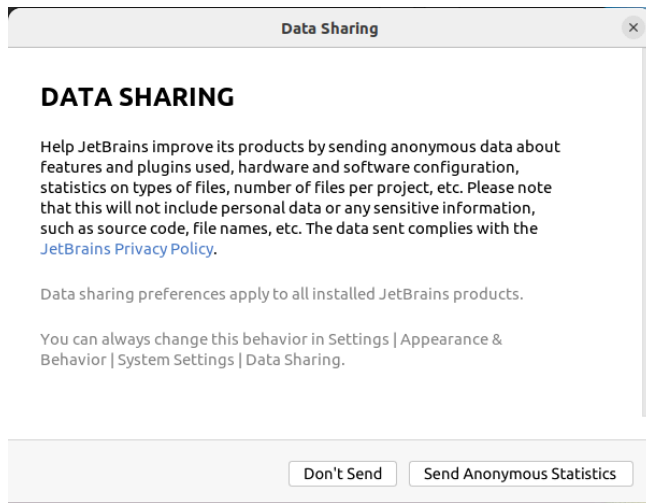 Data Sharing
DATA SHARING
Help JetBrains improve its products by sending anonymous data about
features and plugins used, hardware and software configuration,
statistics on types of files, number of files per project, etc. Please note
that this will not include personal data or any sensitive information,
such as source code, file names, etc. The data sent complies with the
JetBrains Privacy Policy.
Data sharing preferences apply to all installed JetBrains products.
You can always change this behavior in Settings | Appearance &
Behavior | System Settings | Data Sharing.
Don't Send
Send Anonymous Statistics